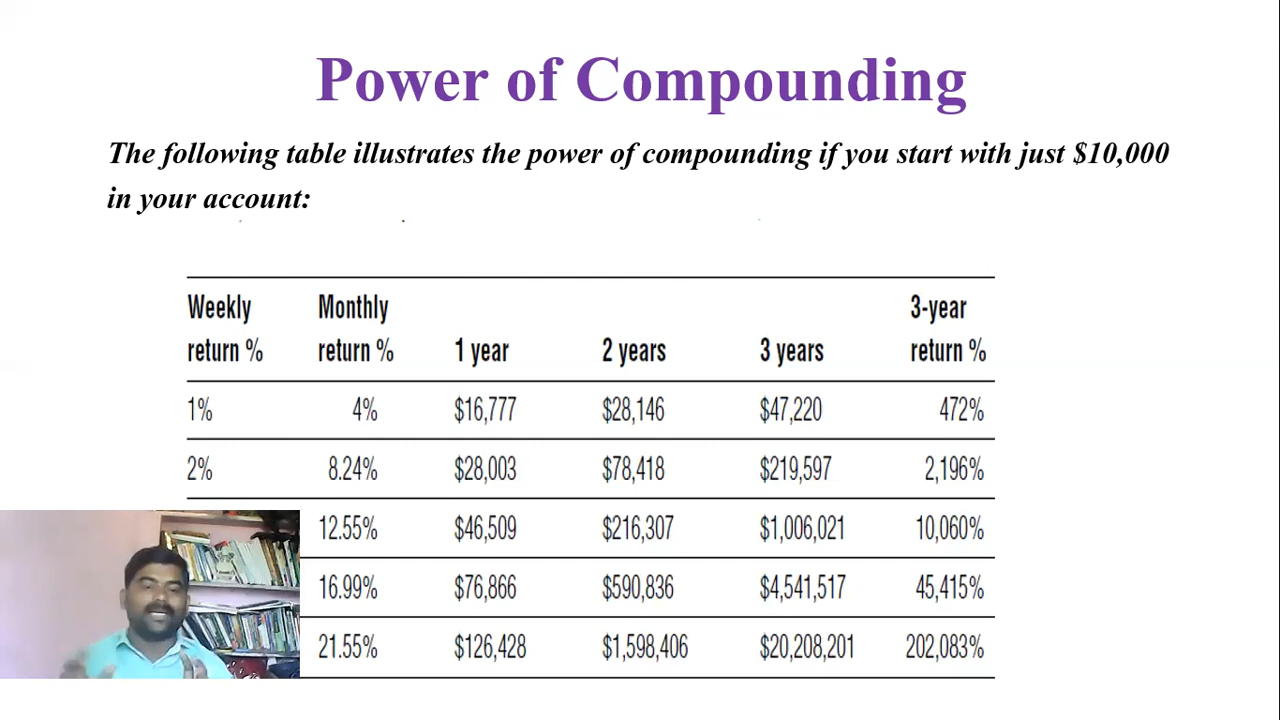 Power of Compounding
The following table illustrates the power of compounding if you start with just $10,000
in your account:
Weekly Monthly 3-year
return % return % 1 year 2 years 3 years return %
1% 4% $16,777 $28,146 $47,220 472%
2% 8.24% $28,003 $78,418 $219,597 2,196%
12.55% $46,509 $216,307 $1,006,021 10,060%
16.99% $76,866 $590,836 $4,541,517 45,415%
21.55% $126,428 $1,598,406 $20,208,201 202,083%